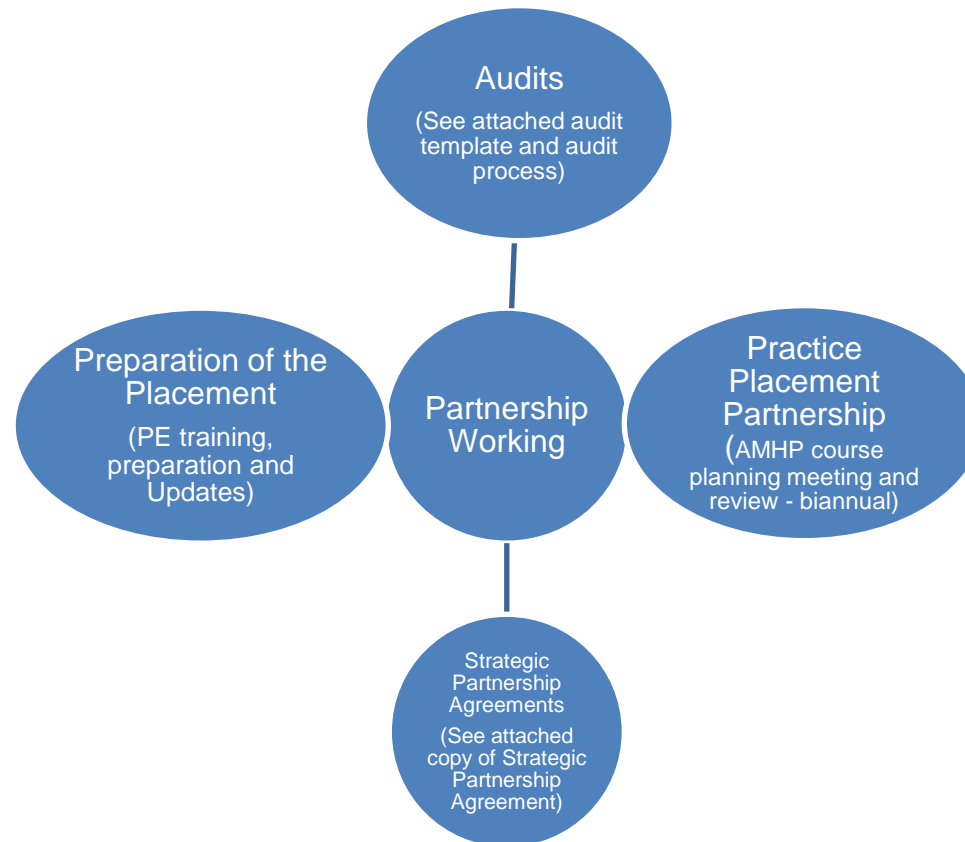 Audits
(See attached audit
template and audit
process)
Preparation of the
Placement
(PE training,
preparation and
Updates)
Partnership
Working
Practice
Placement
Partnership
(AMHP course
planning meeting and
review - biannual)
Strategic
Partnership
Agreements
(See attached
copy of Strategic
Partnership
Agreement)